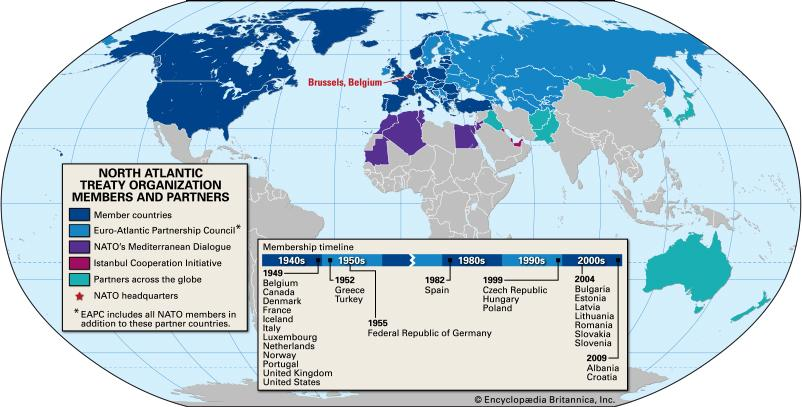 Brussels, Belgium
NORTH ATLANTIC
TREATY ORGANIZATION
MEMBERS AND PARTNERS
Member countries
Euro-Atlantic Partnership Council*
NATO's Mediterranean Dialogue
Istanbul Cooperation Initiative
Partners across the globe
NATO headquarters
* EAPC includes all NATO members in
addition to these partner countries.
Membership timeline
1940s 1950s 1980s 1990s 2000s
1949
Belgium
Canada
Denmark
France
Iceland
Italy
Luxembourg
Netherlands
Norway
Portugal
United Kingdom
United States
1952
Greece
Turkey
1955
Federal Republic of Germany
1982
Spain
1999
Czech Republic
Hungary
Poland
2004
Bulgaria
Estonia
Latvia
Lithuania
Romania
Slovakia
Slovenia
2009
Albania
Croatia
© Encyclopædia Britannica, Inc.